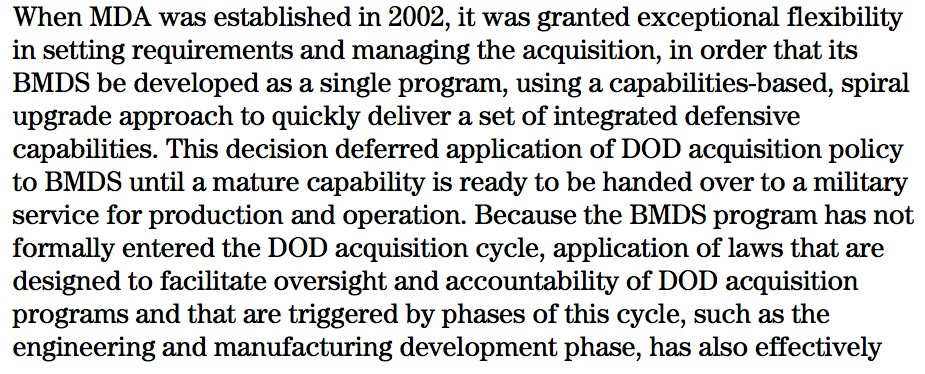 When MDA was established in 2002, it was granted exceptional flexibility
in setting requirements and managing the acquisition, in order that its
BMDS be developed as a single program, using a capabilities-based, spiral
upgrade approach to quickly deliver a set of integrated defensive
capabilities. This decision deferred application of DOD acquisition policy
to BMDS until a mature capability is ready to be handed over to a military
service for production and operation. Because the BMDS program has not
formally entered the DOD acquisition cycle, application of laws that are
designed to facilitate oversight and accountability of DOD acquisition
programs and that are triggered by phases of this cycle, such as the
engineering and manufacturing development phase, has also effectively